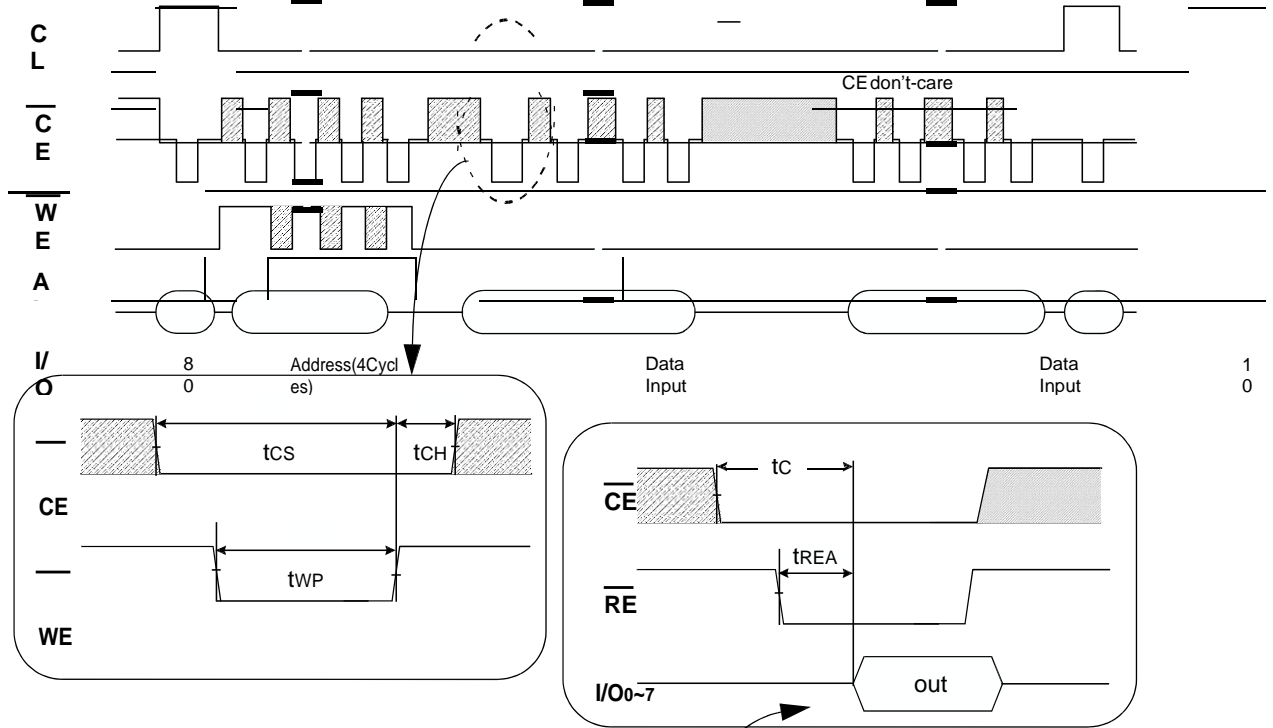 C
L
CE don't-care
C
E
W
E
A
I/
O
8
0
Address(4Cycl
es)
Data
Input
Data
Input
1
0
tCS
tCH
CE
tWP
WE
tC
CE
tREA
RE
I/O0~7
out